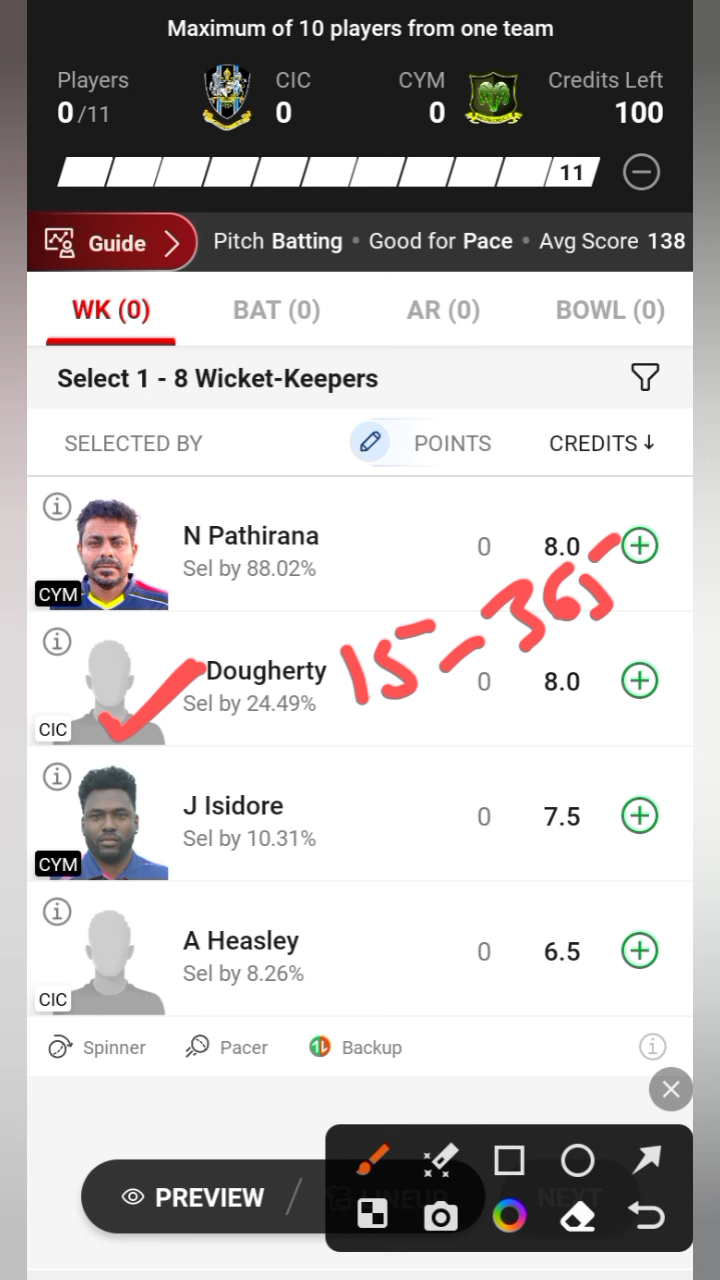 Maximum of 10 players from one team
Players CIC CYM Credits Left
0/11 0 0 100
11
Guide Pitch Batting • Good for Pace • Avg Score 138
WK (0) BAT (0) AR (0) BOWL (0)
Select 1 - 8 Wicket-Keepers
SELECTED BY POINTS CREDITS ↓
N Pathirana 0 8.0
Sel by 88.02%
CYM
15-365
Dougherty 0 8.0
Sel by 24.49%
CIC
J Isidore 0 7.5
Sel by 10.31%
CYM
A Heasley 0 6.5
Sel by 8.26%
CIC
Spinner Pacer Backup
PREVIEW / LINEUP NEXT